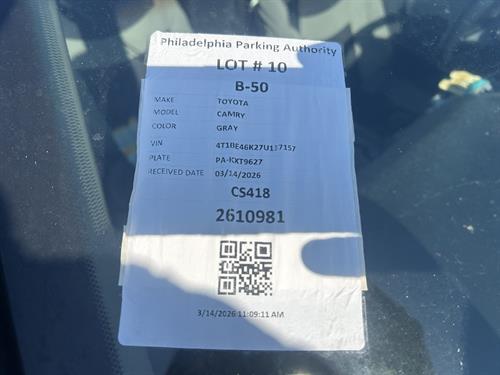 Philadelphia Parking Authority
LOT # 10
B-50
MAKE TOYOTA
MODEL CAMRY
COLOR GRAY
VIN 4T1BE46K27U137157
PLATE PA-KXT9627
RECEIVED DATE 03/14/2026
CS418
2610981
3/14/2026 11:09:11 AM